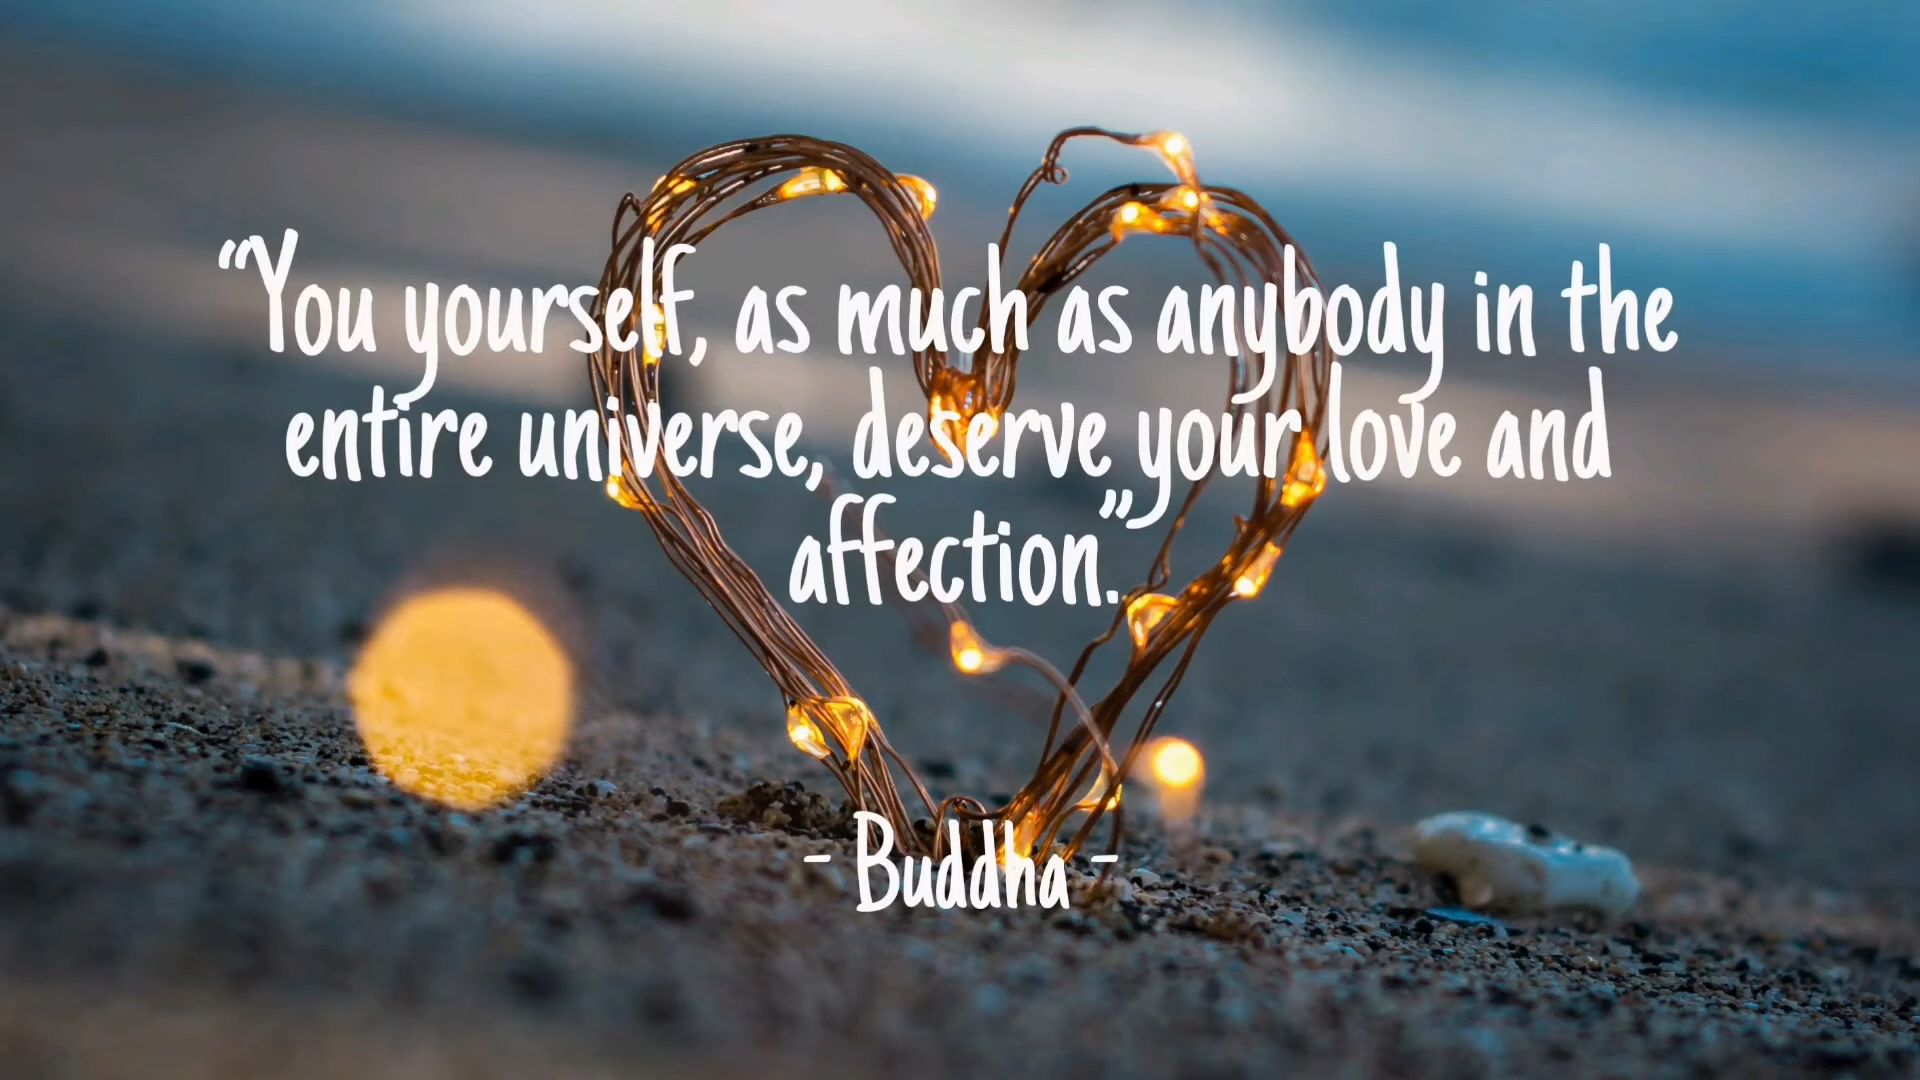 “You yourself, as much as anybody in the
entire universe, deserve your love and
affection.”
- Buddha -